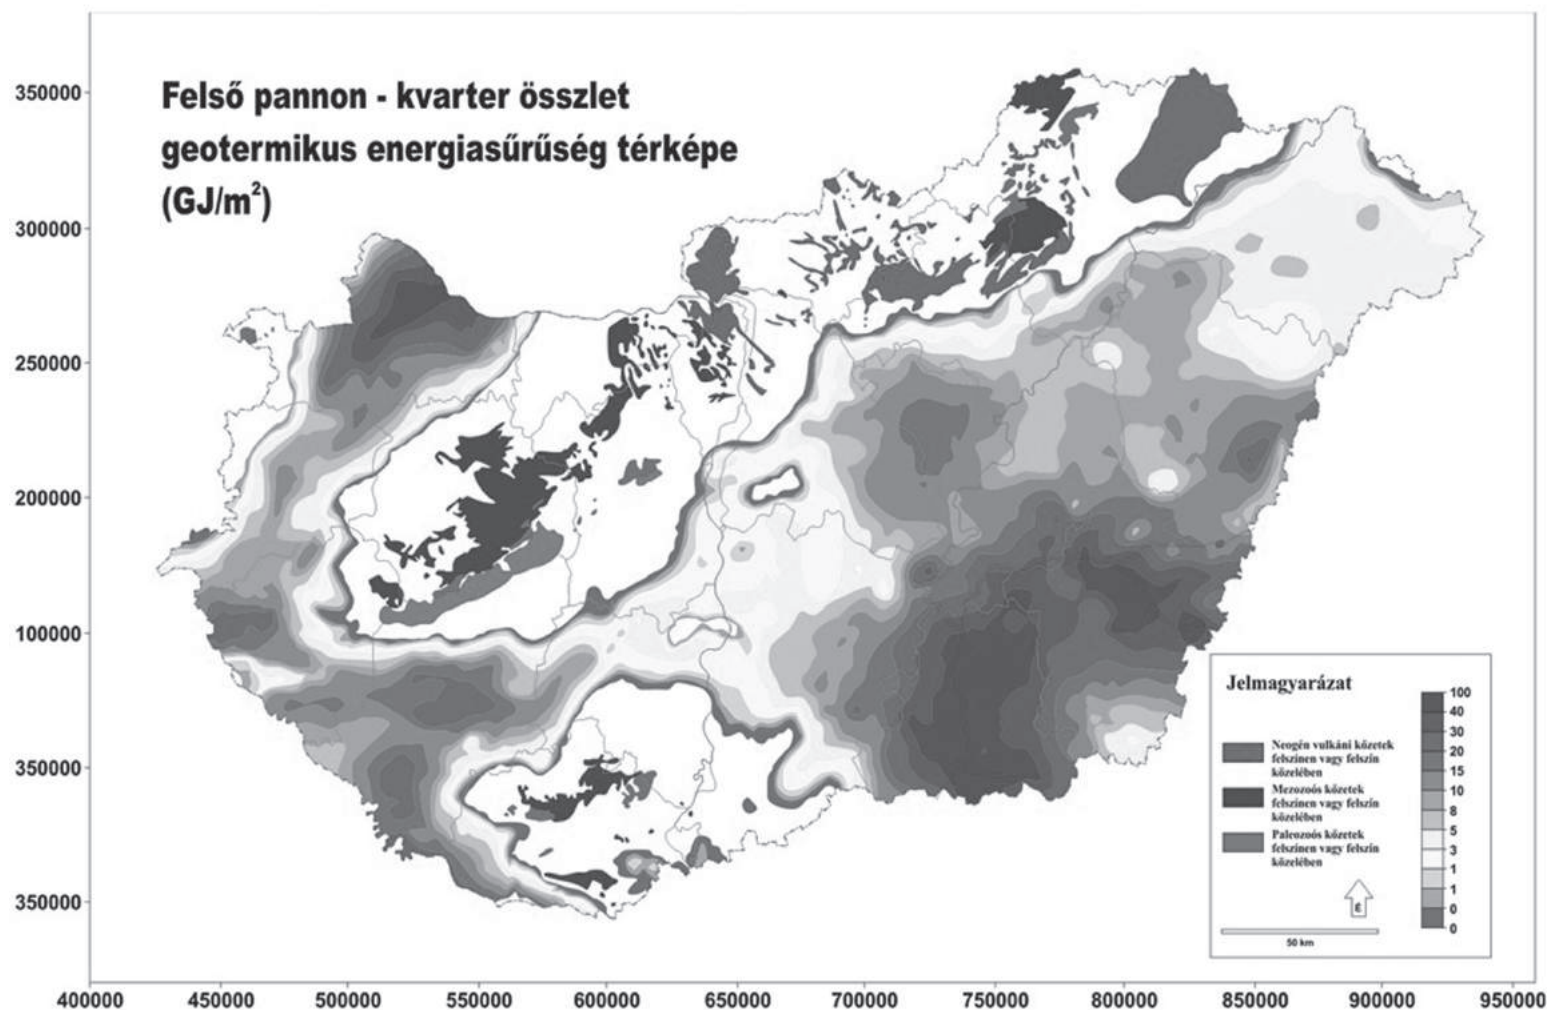 Felső pannon - kvarter összlet
geotermikus energiasűrűség térképe
(GJ/m²)
350000
300000
250000
200000
100000
350000
350000
400000
450000
500000
550000
600000
650000
700000
750000
800000
850000
900000
950000
Jelmagyarázat
Neogén vulkáni kőzetek
felszínen vagy felszín
közelében
Mezozoós kőzetek
felszínen vagy felszín
közelében
Paleozoós kőzetek
felszínen vagy felszín
közelében
100
40
30
20
15
10
8
5
3
1
1
0
0
É
50 km